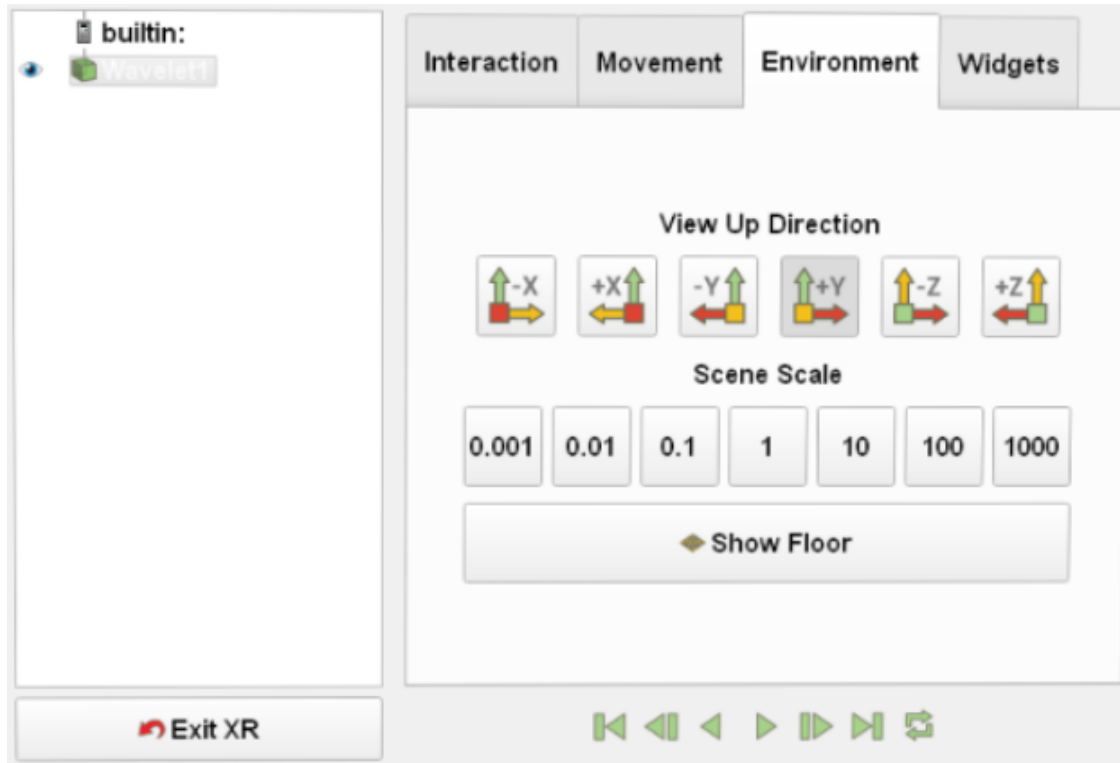 builtin:
Wavelet1
Interaction Movement Environment Widgets
View Up Direction
-X +X -Y +Y -Z +Z
Scene Scale
0.001 0.01 0.1 1 10 100 1000
Show Floor
Exit XR